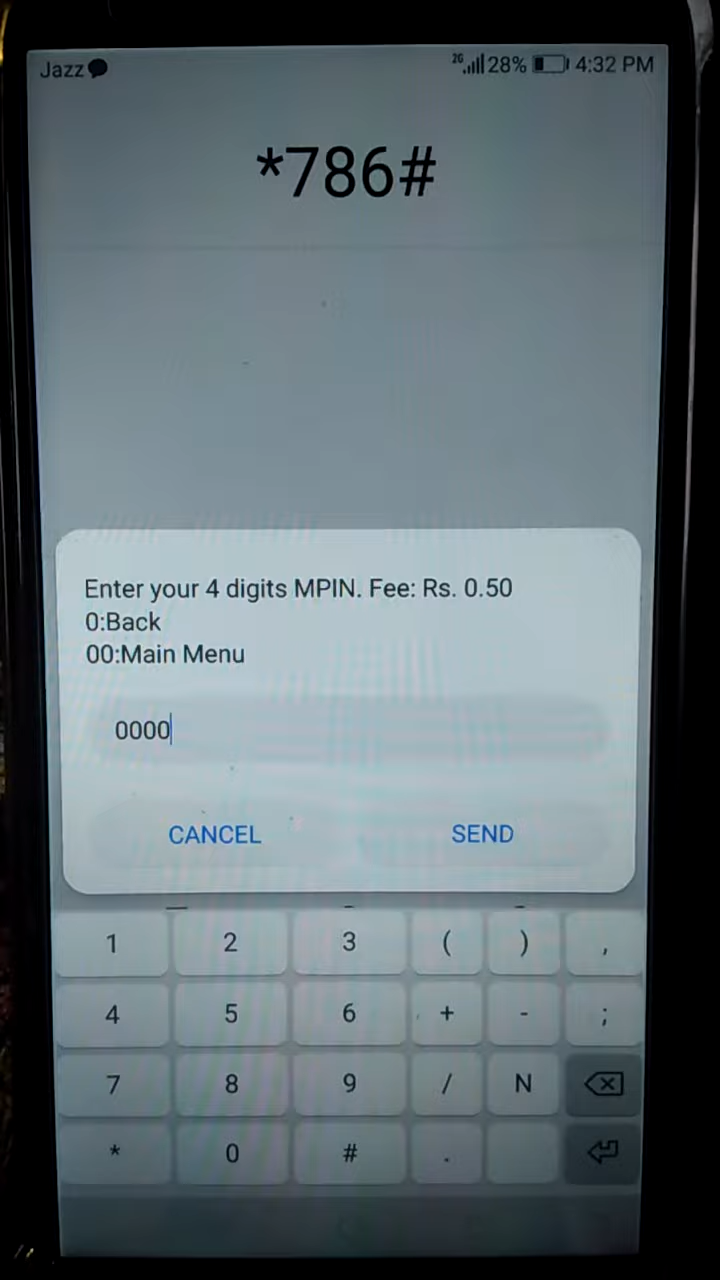 Jazz 2G 28% 4:32 PM
*786#
Enter your 4 digits MPIN. Fee: Rs. 0.50
0:Back
00:Main Menu
0000
CANCEL SEND
1 2 3 ( ) ,
4 5 6 + - ;
7 8 9 / N
* 0 # .